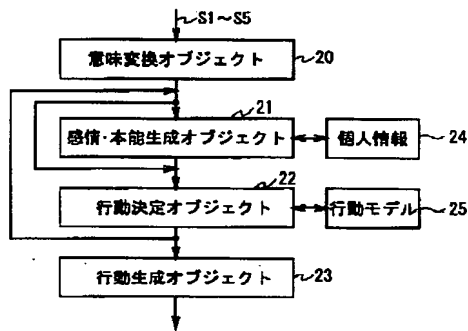 S1～S5
意味変換オブジェクト
20
21
感情・本能生成オブジェクト
個人情報
24
22
行動決定オブジェクト
行動モデル
25
行動生成オブジェクト
23